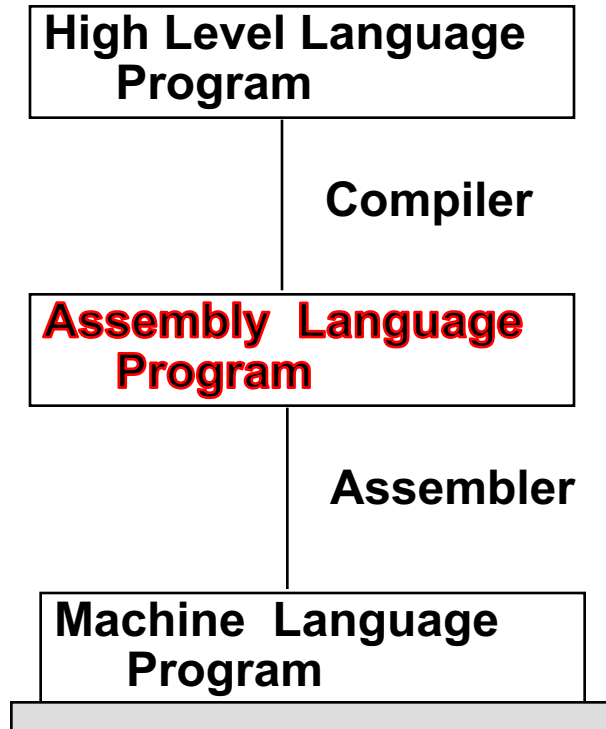 High Level Language
Program
Compiler
Assembly Language
Program
Assembler
Machine Language
Program